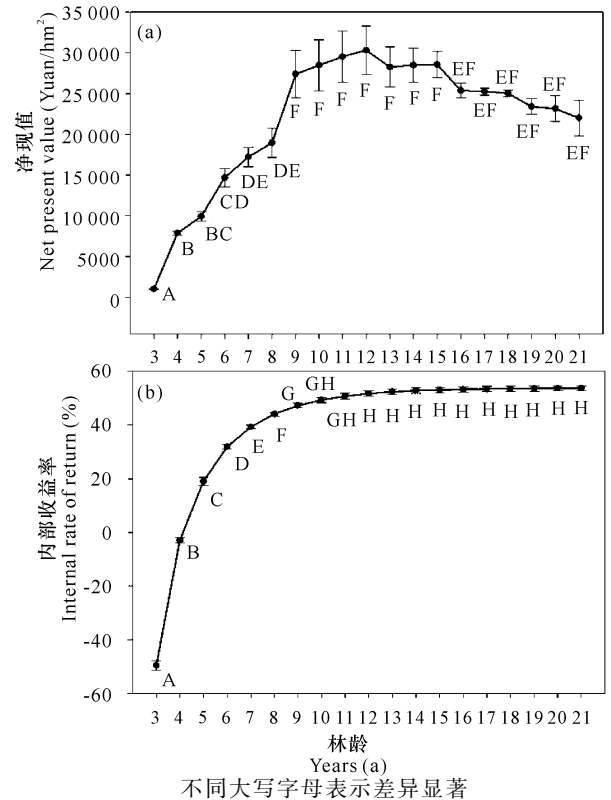 (a)
净现值
Net present value (Yuan/hm²)
35 000
30 000
25 000
20 000
15 000
10 000
5000
0
A
B
BC
CD
DE
DE
F
F
F
F
F
F
F
EF
EF
EF
EF
EF
EF
3 4 5 6 7 8 9 10 11 12 13 14 15 16 17 18 19 20 21
(b)
内部收益率
Internal rate of return (%)
60
40
20
0
-20
-40
-60
A
B
C
D
E
F
G
GH
GH
H
H
H
H
H
H
H
H
H
H
3 4 5 6 7 8 9 10 11 12 13 14 15 16 17 18 19 20 21
林龄
Years (a)
不同大写字母表示差异显著